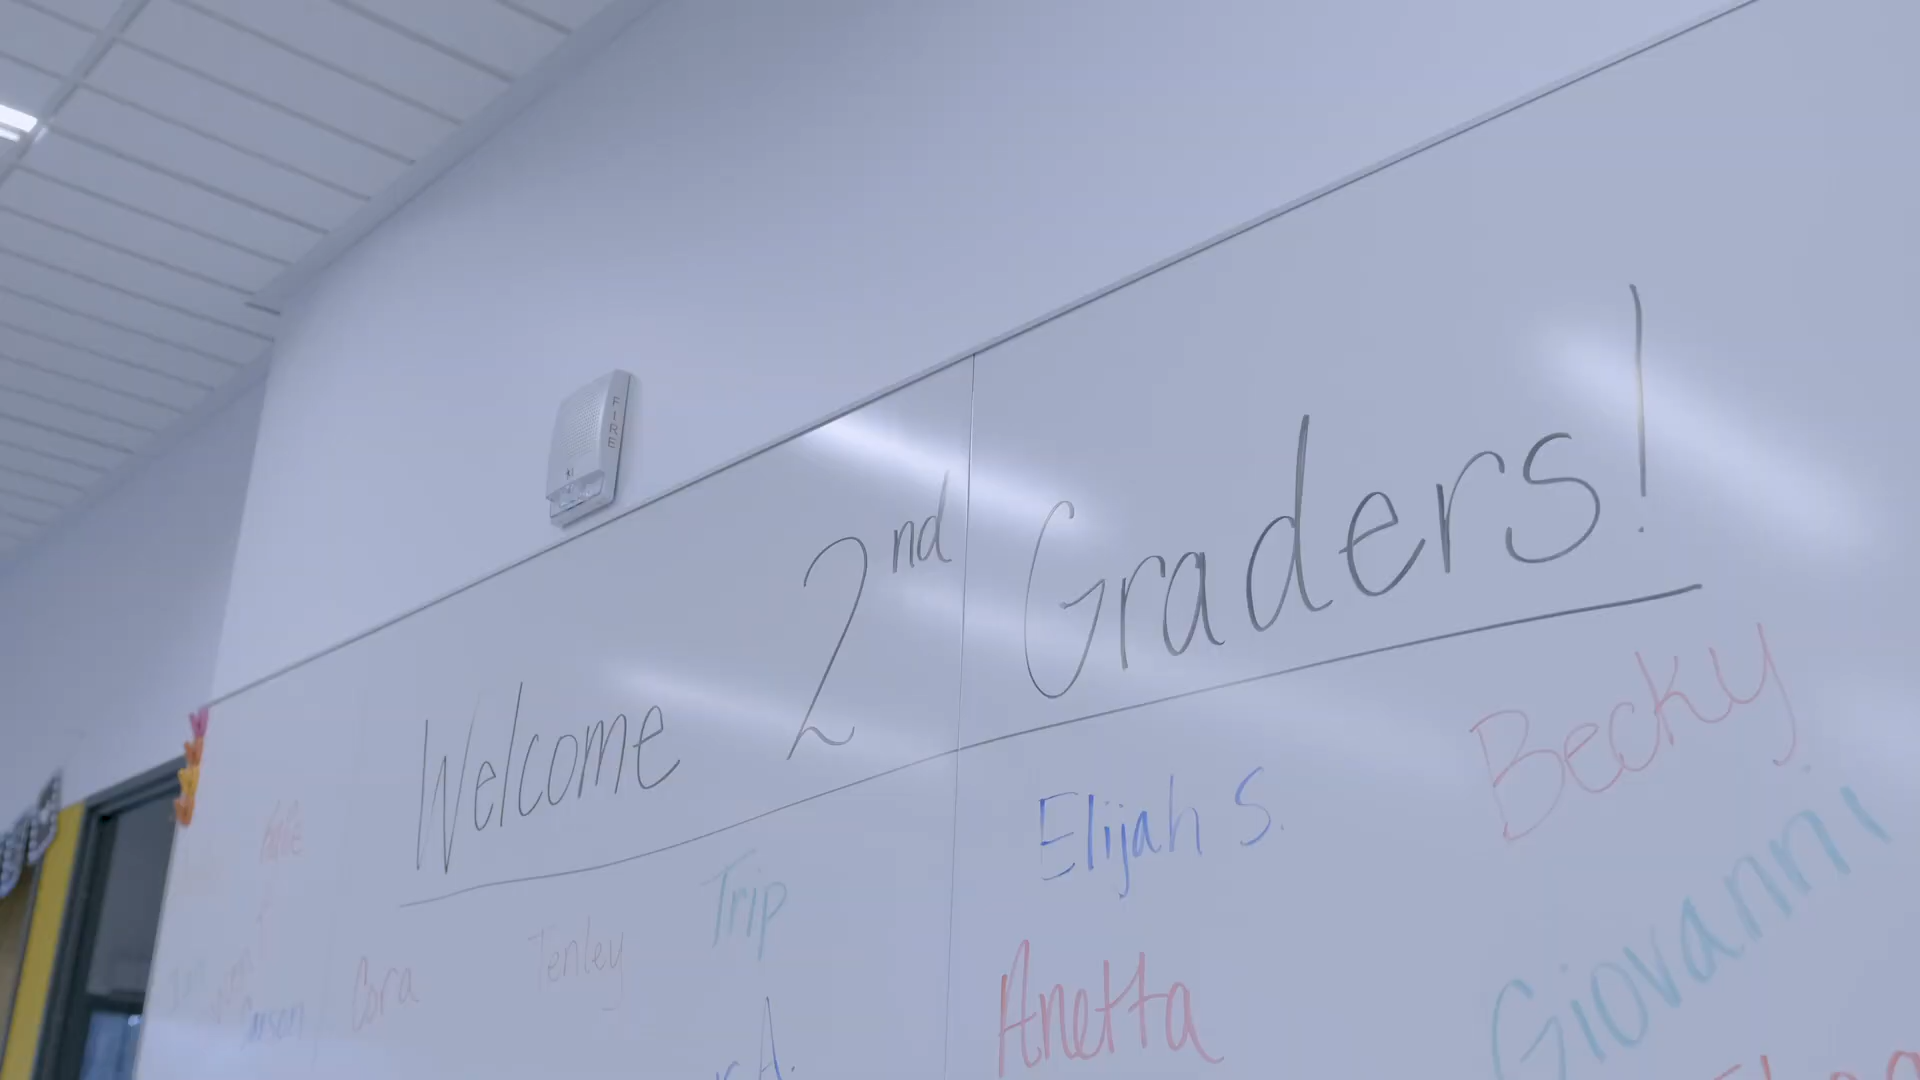 FIRE
Welcome 2nd Graders!
Elijah S.
Becky
Trip
Tenley
Cora
Anetta
Giovanni